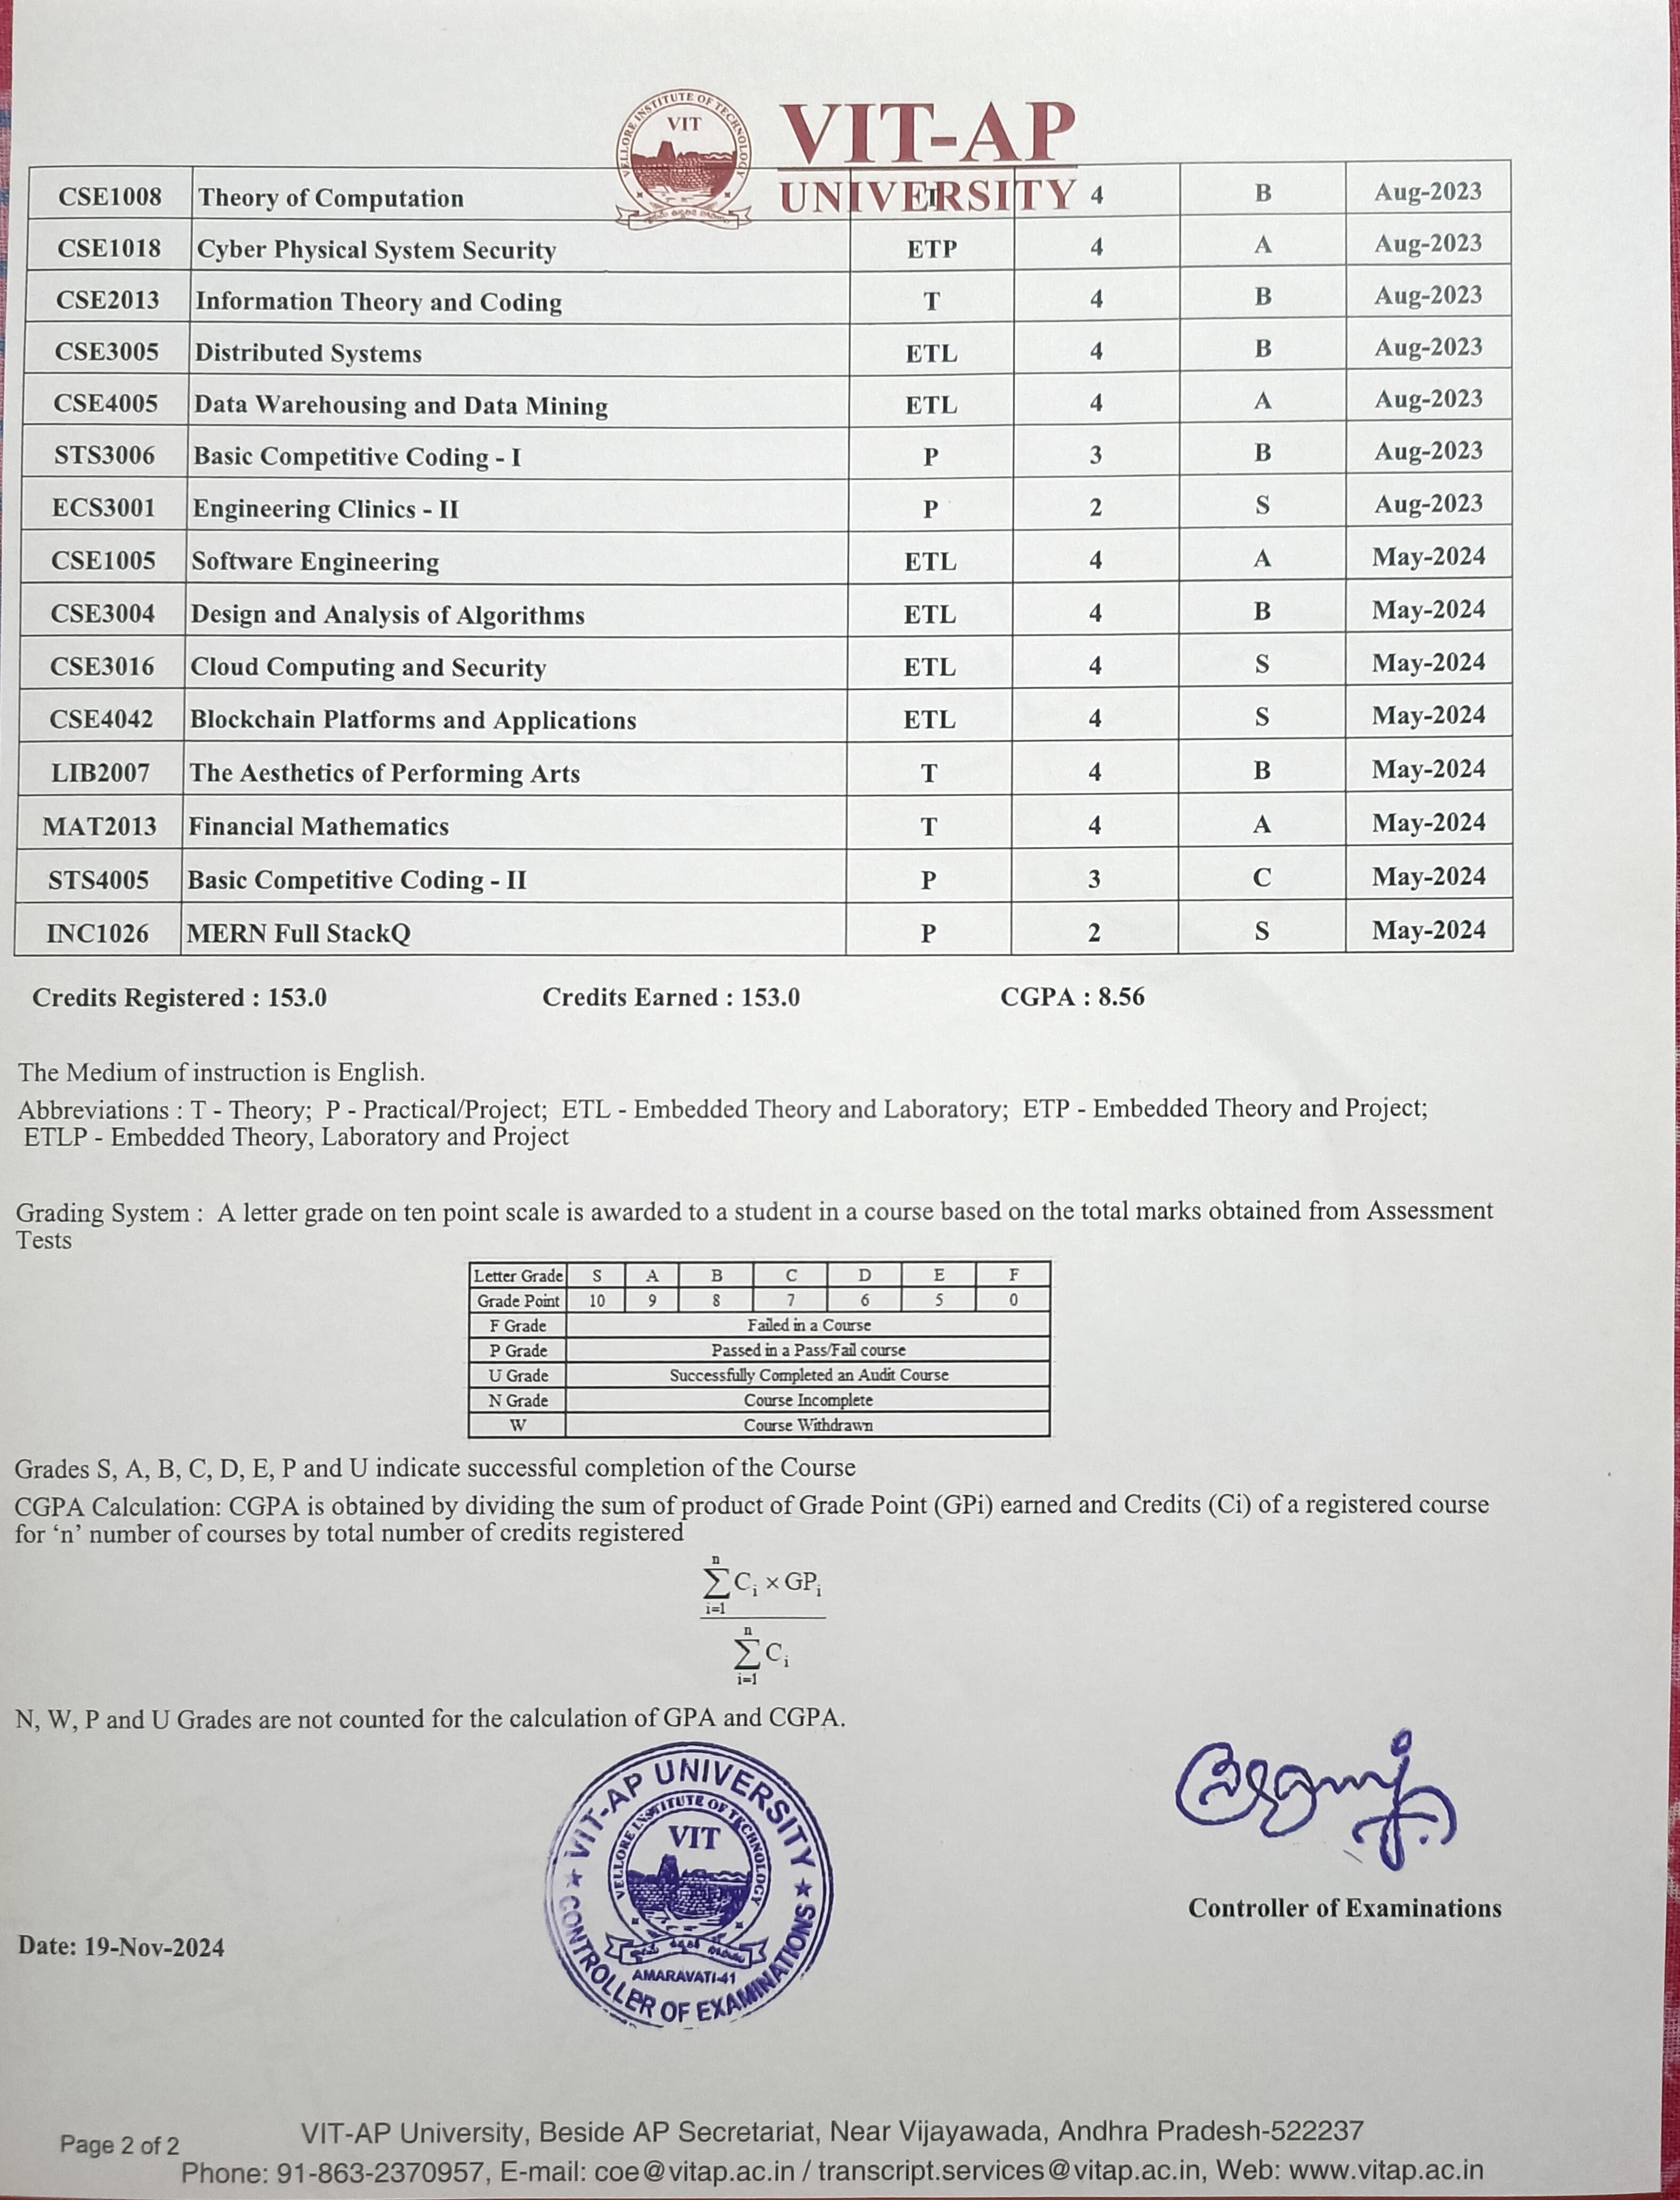 VELLORE INSTITUTE OF TECHNOLOGY
VIT
VIT-AP
UNIVERSITY
CSE1008 Theory of Computation T 4 B Aug-2023
CSE1018 Cyber Physical System Security ETP 4 A Aug-2023
CSE2013 Information Theory and Coding T 4 B Aug-2023
CSE3005 Distributed Systems ETL 4 B Aug-2023
CSE4005 Data Warehousing and Data Mining ETL 4 A Aug-2023
STS3006 Basic Competitive Coding - I P 3 B Aug-2023
ECS3001 Engineering Clinics - II P 2 S Aug-2023
CSE1005 Software Engineering ETL 4 A May-2024
CSE3004 Design and Analysis of Algorithms ETL 4 B May-2024
CSE3016 Cloud Computing and Security ETL 4 S May-2024
CSE4042 Blockchain Platforms and Applications ETL 4 S May-2024
LIB2007 The Aesthetics of Performing Arts T 4 B May-2024
MAT2013 Financial Mathematics T 4 A May-2024
STS4005 Basic Competitive Coding - II P 3 C May-2024
INC1026 MERN Full StackQ P 2 S May-2024
Credits Registered : 153.0 Credits Earned : 153.0 CGPA : 8.56
The Medium of instruction is English.
Abbreviations : T - Theory; P - Practical/Project; ETL - Embedded Theory and Laboratory; ETP - Embedded Theory and Project;
ETLP - Embedded Theory, Laboratory and Project
Grading System : A letter grade on ten point scale is awarded to a student in a course based on the total marks obtained from Assessment
Tests
Letter Grade S A B C D E F
Grade Point 10 9 8 7 6 5 0
F Grade Failed in a Course
P Grade Passed in a Pass/Fail course
U Grade Successfully Completed an Audit Course
N Grade Course Incomplete
W Course Withdrawn
Grades S, A, B, C, D, E, P and U indicate successful completion of the Course
CGPA Calculation: CGPA is obtained by dividing the sum of product of Grade Point (GPi) earned and Credits (Ci) of a registered course
for ‘n’ number of courses by total number of credits registered
n
∑ Ci × GPi
i=1
n
∑ Ci
i=1
N, W, P and U Grades are not counted for the calculation of GPA and CGPA.
VIT-AP UNIVERSITY
VELLORE INSTITUTE OF TECHNOLOGY
VIT
AMARAVATI-41
CONTROLLER OF EXAMINATIONS
Controller of Examinations
Date: 19-Nov-2024
Page 2 of 2
VIT-AP University, Beside AP Secretariat, Near Vijayawada, Andhra Pradesh-522237
Phone: 91-863-2370957, E-mail: coe@vitap.ac.in / transcript.services@vitap.ac.in, Web: www.vitap.ac.in